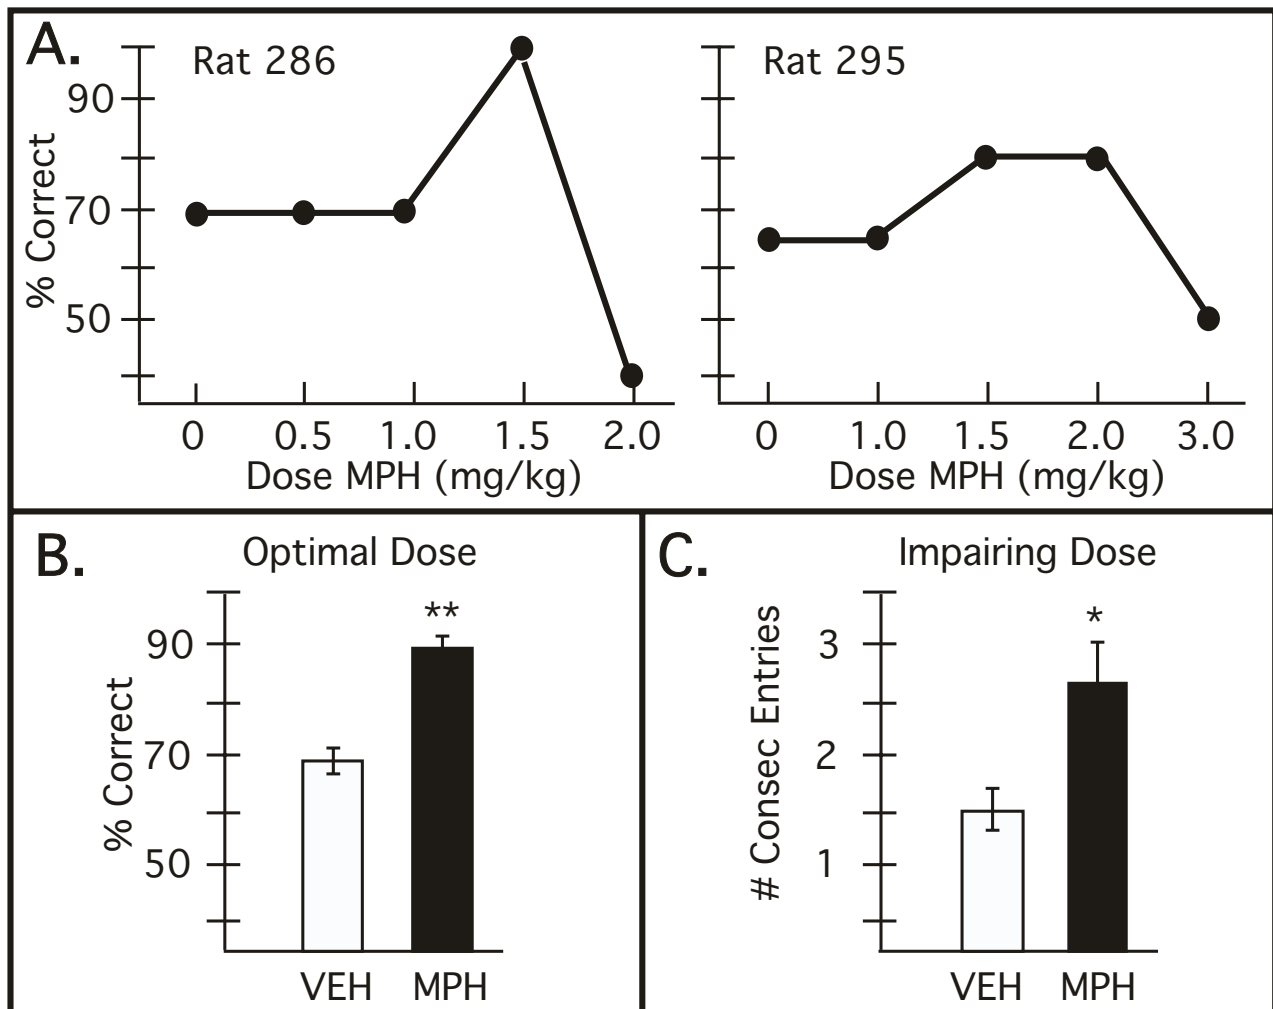 A.
Rat 286
90
70
50
% Correct
0 0.5 1.0 1.5 2.0
Dose MPH (mg/kg)
Rat 295
0 1.0 1.5 2.0 3.0
Dose MPH (mg/kg)
B.
Optimal Dose
**
90
70
50
% Correct
VEH MPH
C.
Impairing Dose
*
3
2
1
# Consec Entries
VEH MPH